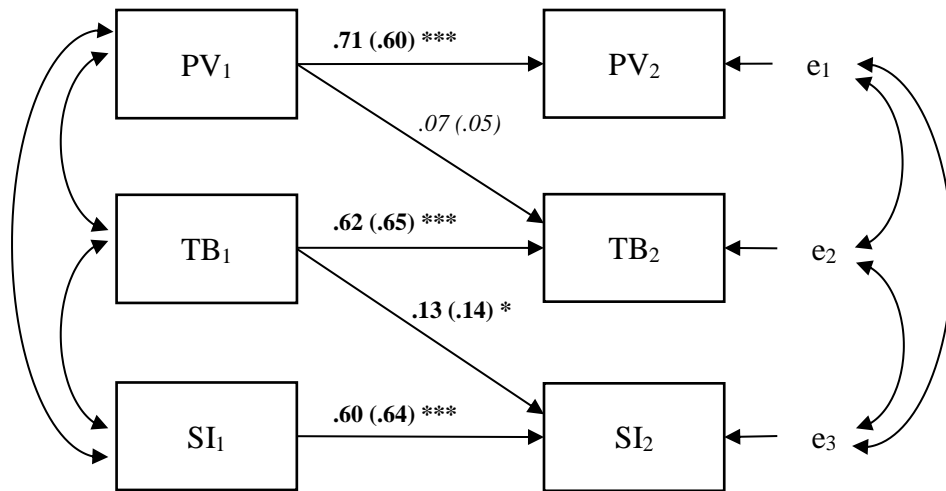 .71 (.60) ***
PV₁
PV₂
e₁
.07 (.05)
.62 (.65) ***
TB₁
TB₂
e₂
.13 (.14) *
.60 (.64) ***
SI₁
SI₂
e₃